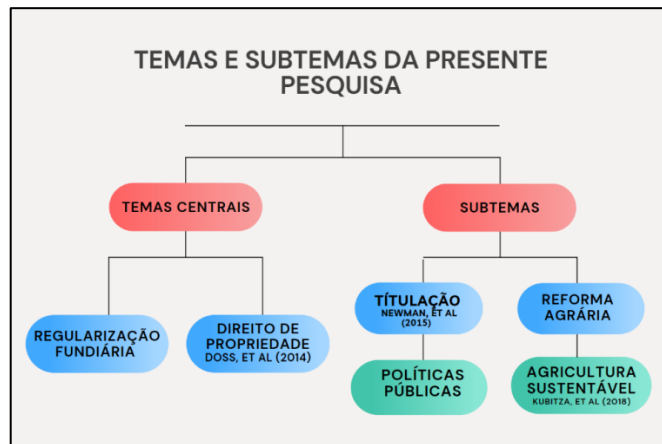 TEMAS E SUBTEMAS DA PRESENTE
PESQUISA
TEMAS CENTRAIS
SUBTEMAS
REGULARIZAÇÃO
FUNDIÁRIA
DIREITO DE
PROPRIEDADE
DOSS, ET AL (2014)
TÍTULAÇÃO
NEWMAN, ET AL
(2015)
REFORMA
AGRÁRIA
POLÍTICAS
PÚBLICAS
AGRICULTURA
SUSTENTÁVEL
KUBITZA, ET AL (2018)